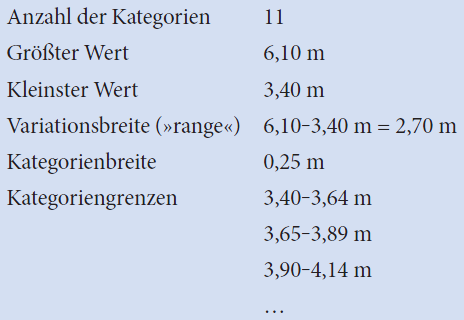 Anzahl der Kategorien 11
Größter Wert 6,10 m
Kleinster Wert 3,40 m
Variationsbreite (»range«) 6,10–3,40 m = 2,70 m
Kategorienbreite 0,25 m
Kategoriengrenzen 3,40–3,64 m
3,65–3,89 m
3,90–4,14 m
…